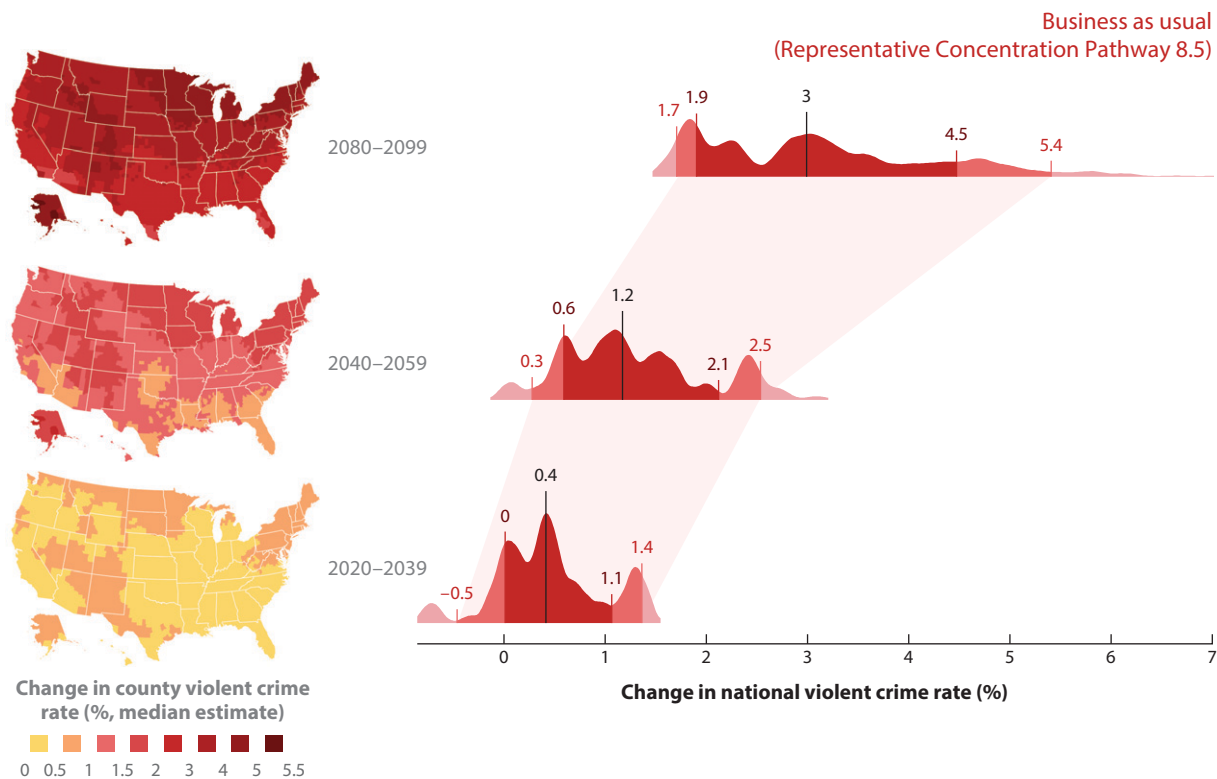 Business as usual
(Representative Concentration Pathway 8.5)
2080–2099
1.7
1.9
3
4.5
5.4
2040–2059
0.3
0.6
1.2
2.1
2.5
2020–2039
−0.5
0
0.4
1.1
1.4
0 1 2 3 4 5 6 7
Change in national violent crime rate (%)
Change in county violent crime
rate (%, median estimate)
0 0.5 1 1.5 2 3 4 5 5.5